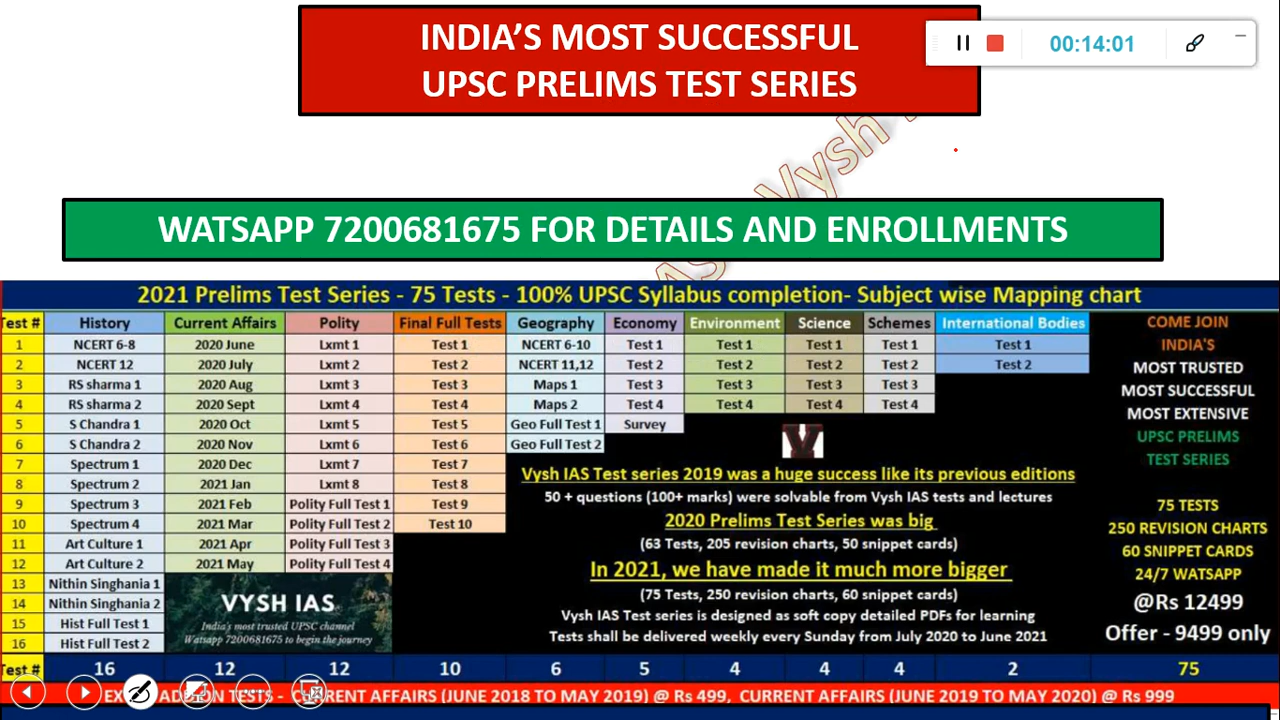 INDIA'S MOST SUCCESSFUL
UPSC PRELIMS TEST SERIES
00:14:01
Vysh
WATSAPP 7200681675 FOR DETAILS AND ENROLLMENTS
2021 Prelims Test Series - 75 Tests - 100% UPSC Syllabus completion- Subject wise Mapping chart
Test # History Current Affairs Polity Final Full Tests Geography Economy Environment Science Schemes International Bodies
1 NCERT 6-8 2020 June Lxmt 1 Test 1 NCERT 6-10 Test 1 Test 1 Test 1 Test 1 Test 1
2 NCERT 12 2020 July Lxmt 2 Test 2 NCERT 11,12 Test 2 Test 2 Test 2 Test 2 Test 2
3 RS sharma 1 2020 Aug Lxmt 3 Test 3 Maps 1 Test 3 Test 3 Test 3 Test 3
4 RS sharma 2 2020 Sept Lxmt 4 Test 4 Maps 2 Test 4 Test 4 Test 4 Test 4
5 S Chandra 1 2020 Oct Lxmt 5 Test 5 Geo Full Test 1 Survey
6 S Chandra 2 2020 Nov Lxmt 6 Test 6 Geo Full Test 2
7 Spectrum 1 2020 Dec Lxmt 7 Test 7
8 Spectrum 2 2021 Jan Lxmt 8 Test 8
9 Spectrum 3 2021 Feb Polity Full Test 1 Test 9
10 Spectrum 4 2021 Mar Polity Full Test 2 Test 10
11 Art Culture 1 2021 Apr Polity Full Test 3
12 Art Culture 2 2021 May Polity Full Test 4
13 Nithin Singhania 1
14 Nithin Singhania 2
15 Hist Full Test 1
16 Hist Full Test 2
VYSH IAS
India's most trusted UPSC channel
Watsapp 7200681675 to begin the journey
V
Vysh IAS Test series 2019 was a huge success like its previous editions
50 + questions (100+ marks) were solvable from Vysh IAS tests and lectures
2020 Prelims Test Series was big
(63 Tests, 205 revision charts, 50 snippet cards)
In 2021, we have made it much more bigger
(75 Tests, 250 revision charts, 60 snippet cards)
Vysh IAS Test series is designed as soft copy detailed PDFs for learning
Tests shall be delivered weekly every Sunday from July 2020 to June 2021
COME JOIN
INDIA'S
MOST TRUSTED
MOST SUCCESSFUL
MOST EXTENSIVE
UPSC PRELIMS
TEST SERIES
75 TESTS
250 REVISION CHARTS
60 SNIPPET CARDS
24/7 WATSAPP
@Rs 12499
Offer - 9499 only
Test # 16 12 12 10 6 5 4 4 4 2 75
TESTS - CURRENT AFFAIRS (JUNE 2018 TO MAY 2019) @ Rs 499, CURRENT AFFAIRS (JUNE 2019 TO MAY 2020) @ Rs 999